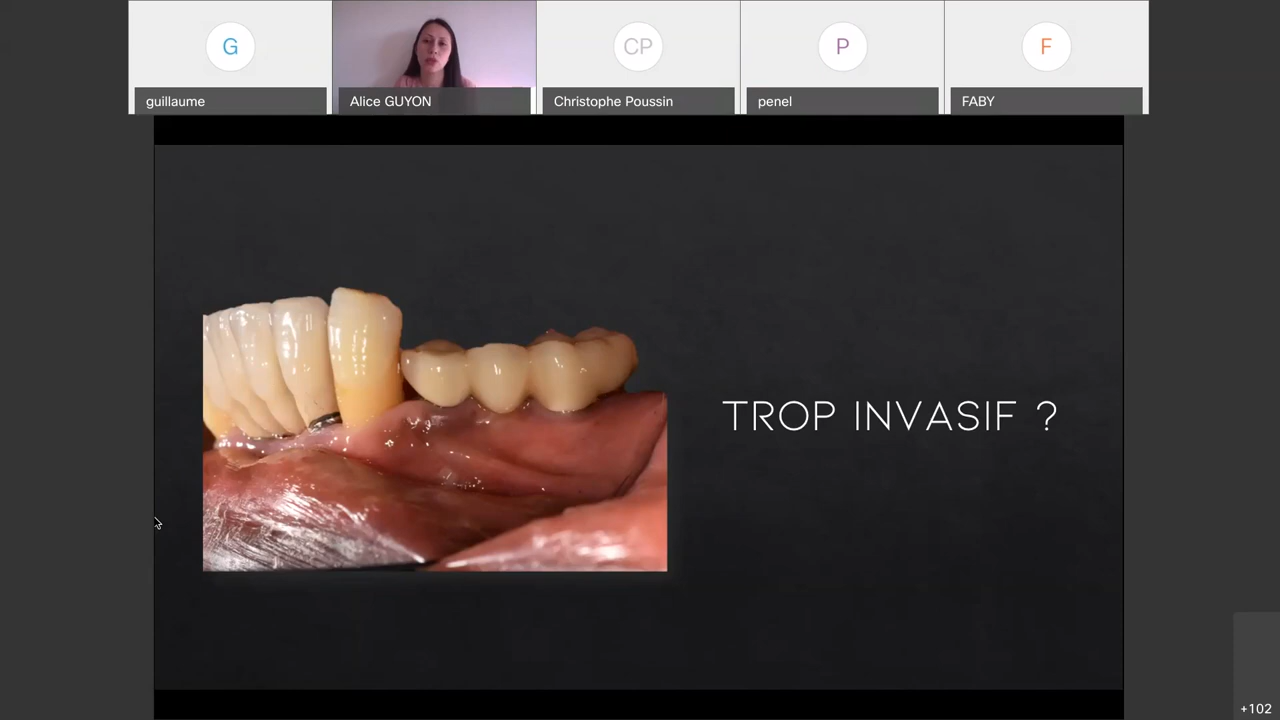 G
CP
P
F
guillaume
Alice GUYON
Christophe Poussin
penel
FABY
TROP INVASIF ?
+102